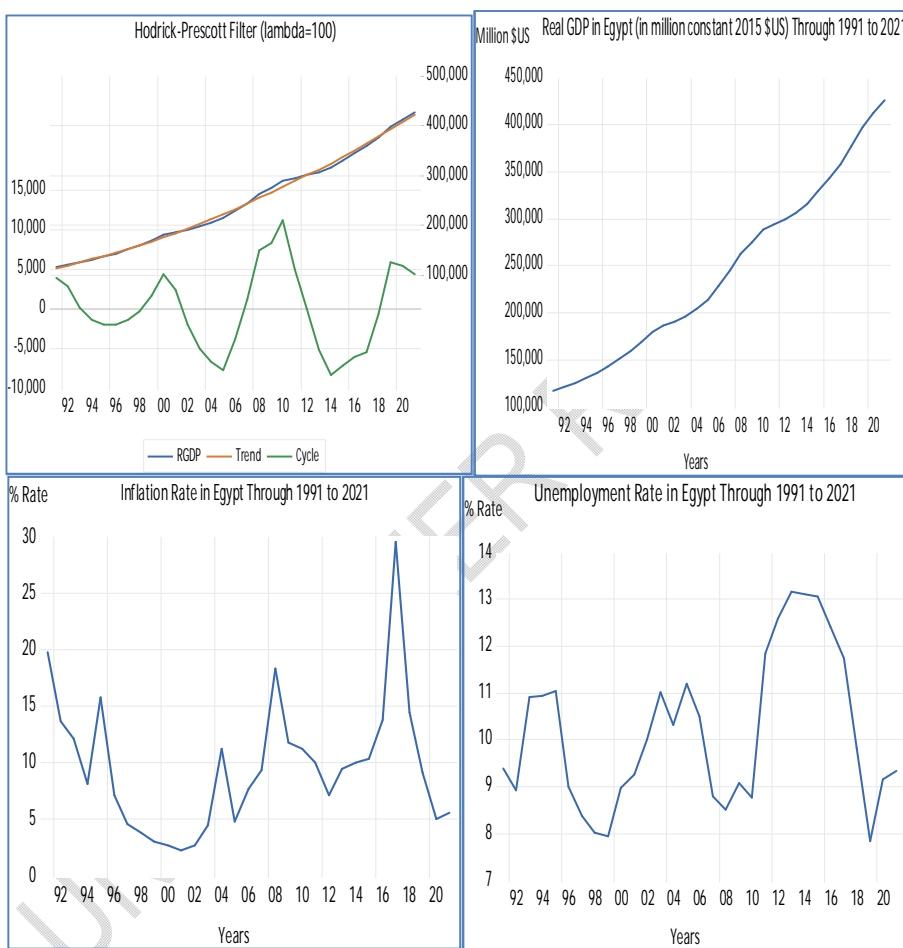 Hodrick-Prescott Filter (lambda=100)
500,000
400,000
300,000
200,000
100,000
15,000
10,000
5,000
0
-5,000
-10,000
92 94 96 98 00 02 04 06 08 10 12 14 16 18 20
RGDP Trend Cycle
Million $US
Real GDP in Egypt (in million constant 2015 $US) Through 1991 to 2021
450,000
400,000
350,000
300,000
250,000
200,000
150,000
100,000
92 94 96 98 00 02 04 06 08 10 12 14 16 18 20
Years
% Rate
Inflation Rate in Egypt Through 1991 to 2021
30
25
20
15
10
5
0
92 94 96 98 00 02 04 06 08 10 12 14 16 18 20
Years
% Rate
Unemployment Rate in Egypt Through 1991 to 2021
14
13
12
11
10
9
8
7
92 94 96 98 00 02 04 06 08 10 12 14 16 18 20
Years